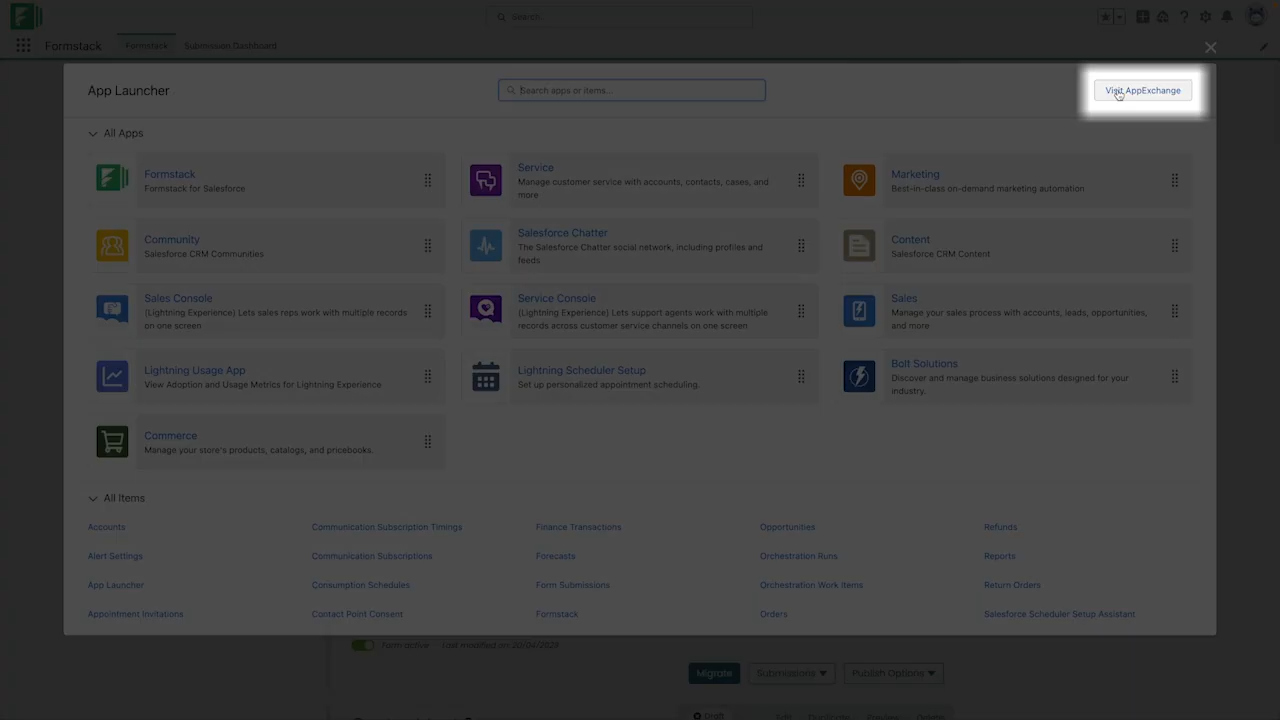 Search...
Formstack
Formstack
Submission Dashboard
App Launcher
Search apps or items...
Visit AppExchange
All Apps
Formstack
Formstack for Salesforce
Service
Manage customer service with accounts, contacts, cases, and
more
Marketing
Best-in-class on-demand marketing automation
Community
Salesforce CRM Communities
Salesforce Chatter
The Salesforce Chatter social network, including profiles and
feeds
Content
Salesforce CRM Content
Sales Console
(Lightning Experience) Lets sales reps work with multiple records
on one screen
Service Console
(Lightning Experience) Lets support agents work with multiple
records across customer service channels on one screen
Sales
Manage your sales process with accounts, leads, opportunities,
and more
Lightning Usage App
View Adoption and Usage Metrics for Lightning Experience
Lightning Scheduler Setup
Set up personalized appointment scheduling.
Bolt Solutions
Discover and manage business solutions designed for your
industry.
Commerce
Manage your store's products, catalogs, and pricebooks.
All Items
Accounts
Communication Subscription Timings
Finance Transactions
Opportunities
Refunds
Alert Settings
Communication Subscriptions
Forecasts
Orchestration Runs
Reports
App Launcher
Consumption Schedules
Form Submissions
Orchestration Work Items
Return Orders
Appointment Invitations
Contact Point Consent
Formstack
Orders
Salesforce Scheduler Setup Assistant
Form active
Last modified on 20/04/2023
Migrate
Submissions
Publish Options
Draft
Edit
Preview
Delete